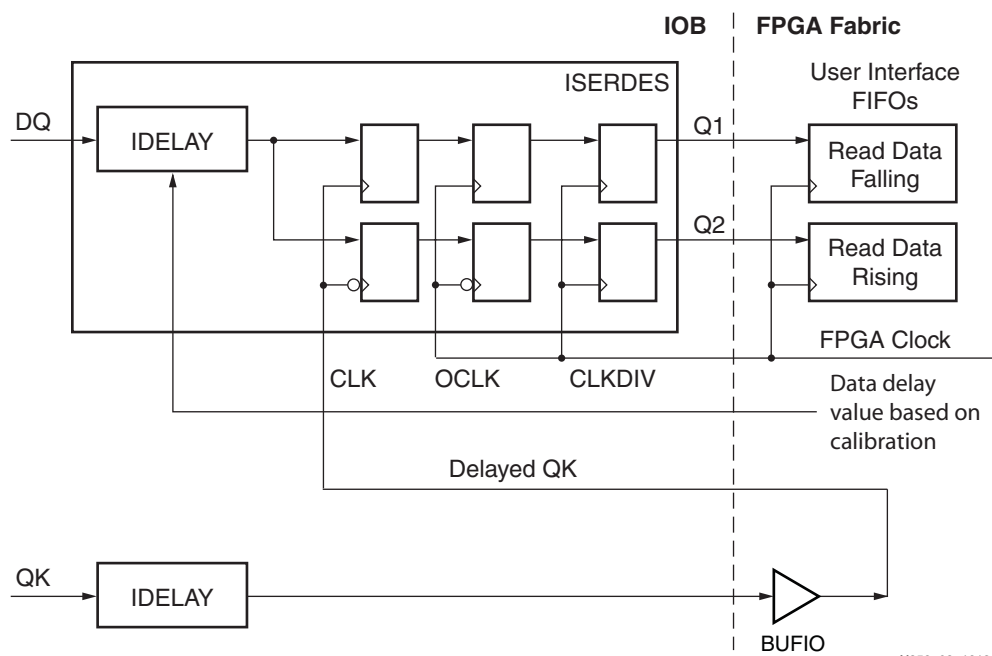 IOB
FPGA Fabric
ISERDES
User Interface
FIFOs
DQ
IDELAY
Q1
Read Data
Falling
Q2
Read Data
Rising
FPGA Clock
CLK
OCLK
CLKDIV
Data delay
value based on
calibration
Delayed QK
QK
IDELAY
BUFIO